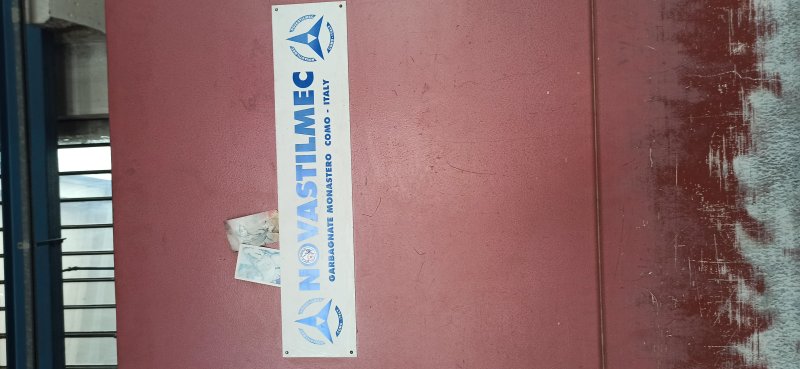 NOVASTILMEC
GARBAGNATE MONASTERO COMO - ITALY